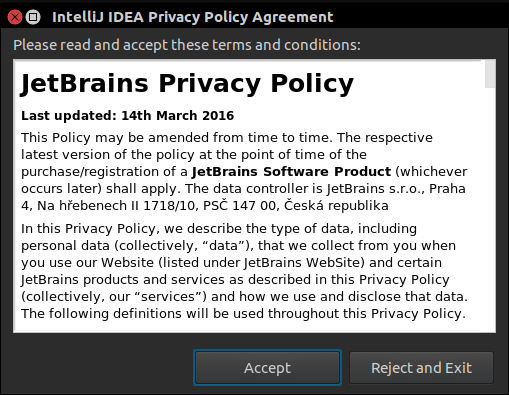 IntelliJ IDEA Privacy Policy Agreement
Please read and accept these terms and conditions:
JetBrains Privacy Policy
Last updated: 14th March 2016
This Policy may be amended from time to time. The respective
latest version of the policy at the point of time of the
purchase/registration of a JetBrains Software Product (whichever
occurs later) shall apply. The data controller is JetBrains s.r.o., Praha
4, Na hřebenech II 1718/10, PSČ 147 00, Česká republika
In this Privacy Policy, we describe the type of data, including
personal data (collectively, “data”), that we collect from you when
you use our Website (listed under JetBrains WebSite) and certain
JetBrains products and services as described in this Privacy Policy
(collectively, our “services”) and how we use and disclose that data.
The following definitions will be used throughout this Privacy Policy.
Accept
Reject and Exit